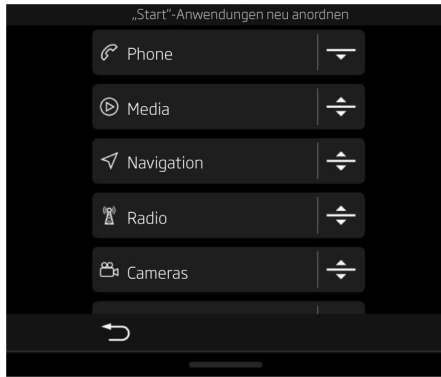 „Start“-Anwendungen neu anordnen
Phone
Media
Navigation
Radio
Cameras